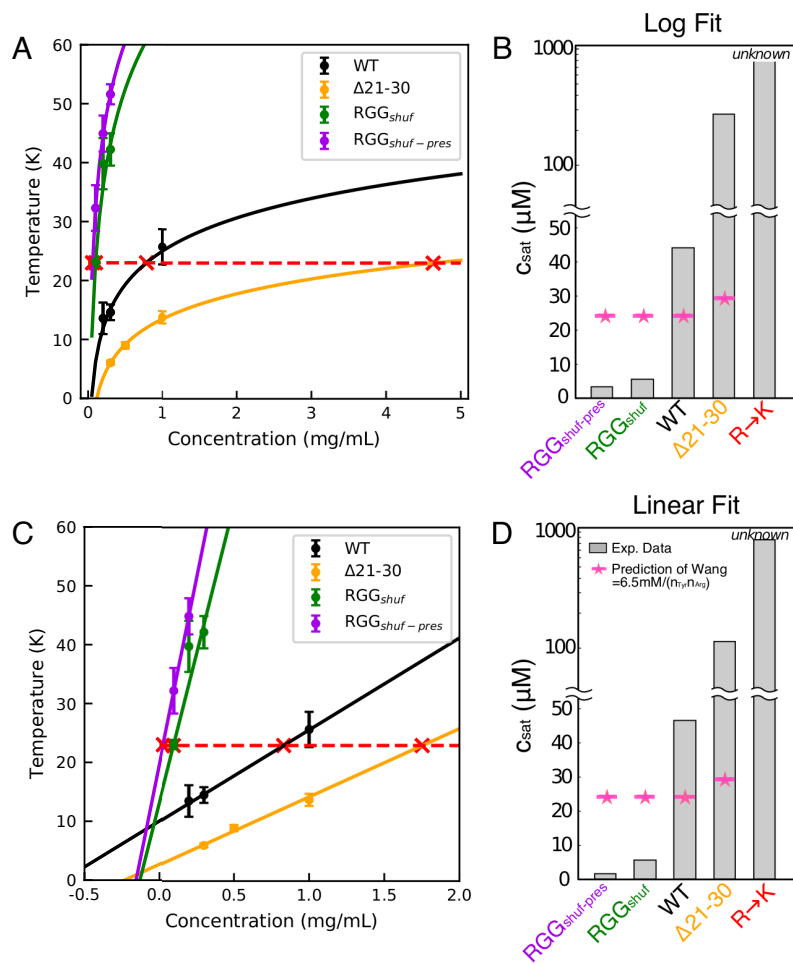 A
60
50
40
30
20
10
0
Temperature (K)
WT
Δ21-30
RGGshuf
RGGshuf-pres
0
1
2
3
4
5
Concentration (mg/mL)
B
Log Fit
1000
100
50
40
30
20
10
0
csat (μM)
unknown
RGGshuf-pres
RGGshuf
WT
Δ21-30
R→K
C
60
50
40
30
20
10
0
Temperature (K)
WT
Δ21-30
RGGshuf
RGGshuf-pres
-0.5
0.0
0.5
1.0
1.5
2.0
Concentration (mg/mL)
D
Linear Fit
1000
100
50
40
30
20
10
0
csat (μM)
unknown
Exp. Data
Prediction of Wang
=6.5mM/(nTyrnArg)
RGGshuf-pres
RGGshuf
WT
Δ21-30
R→K